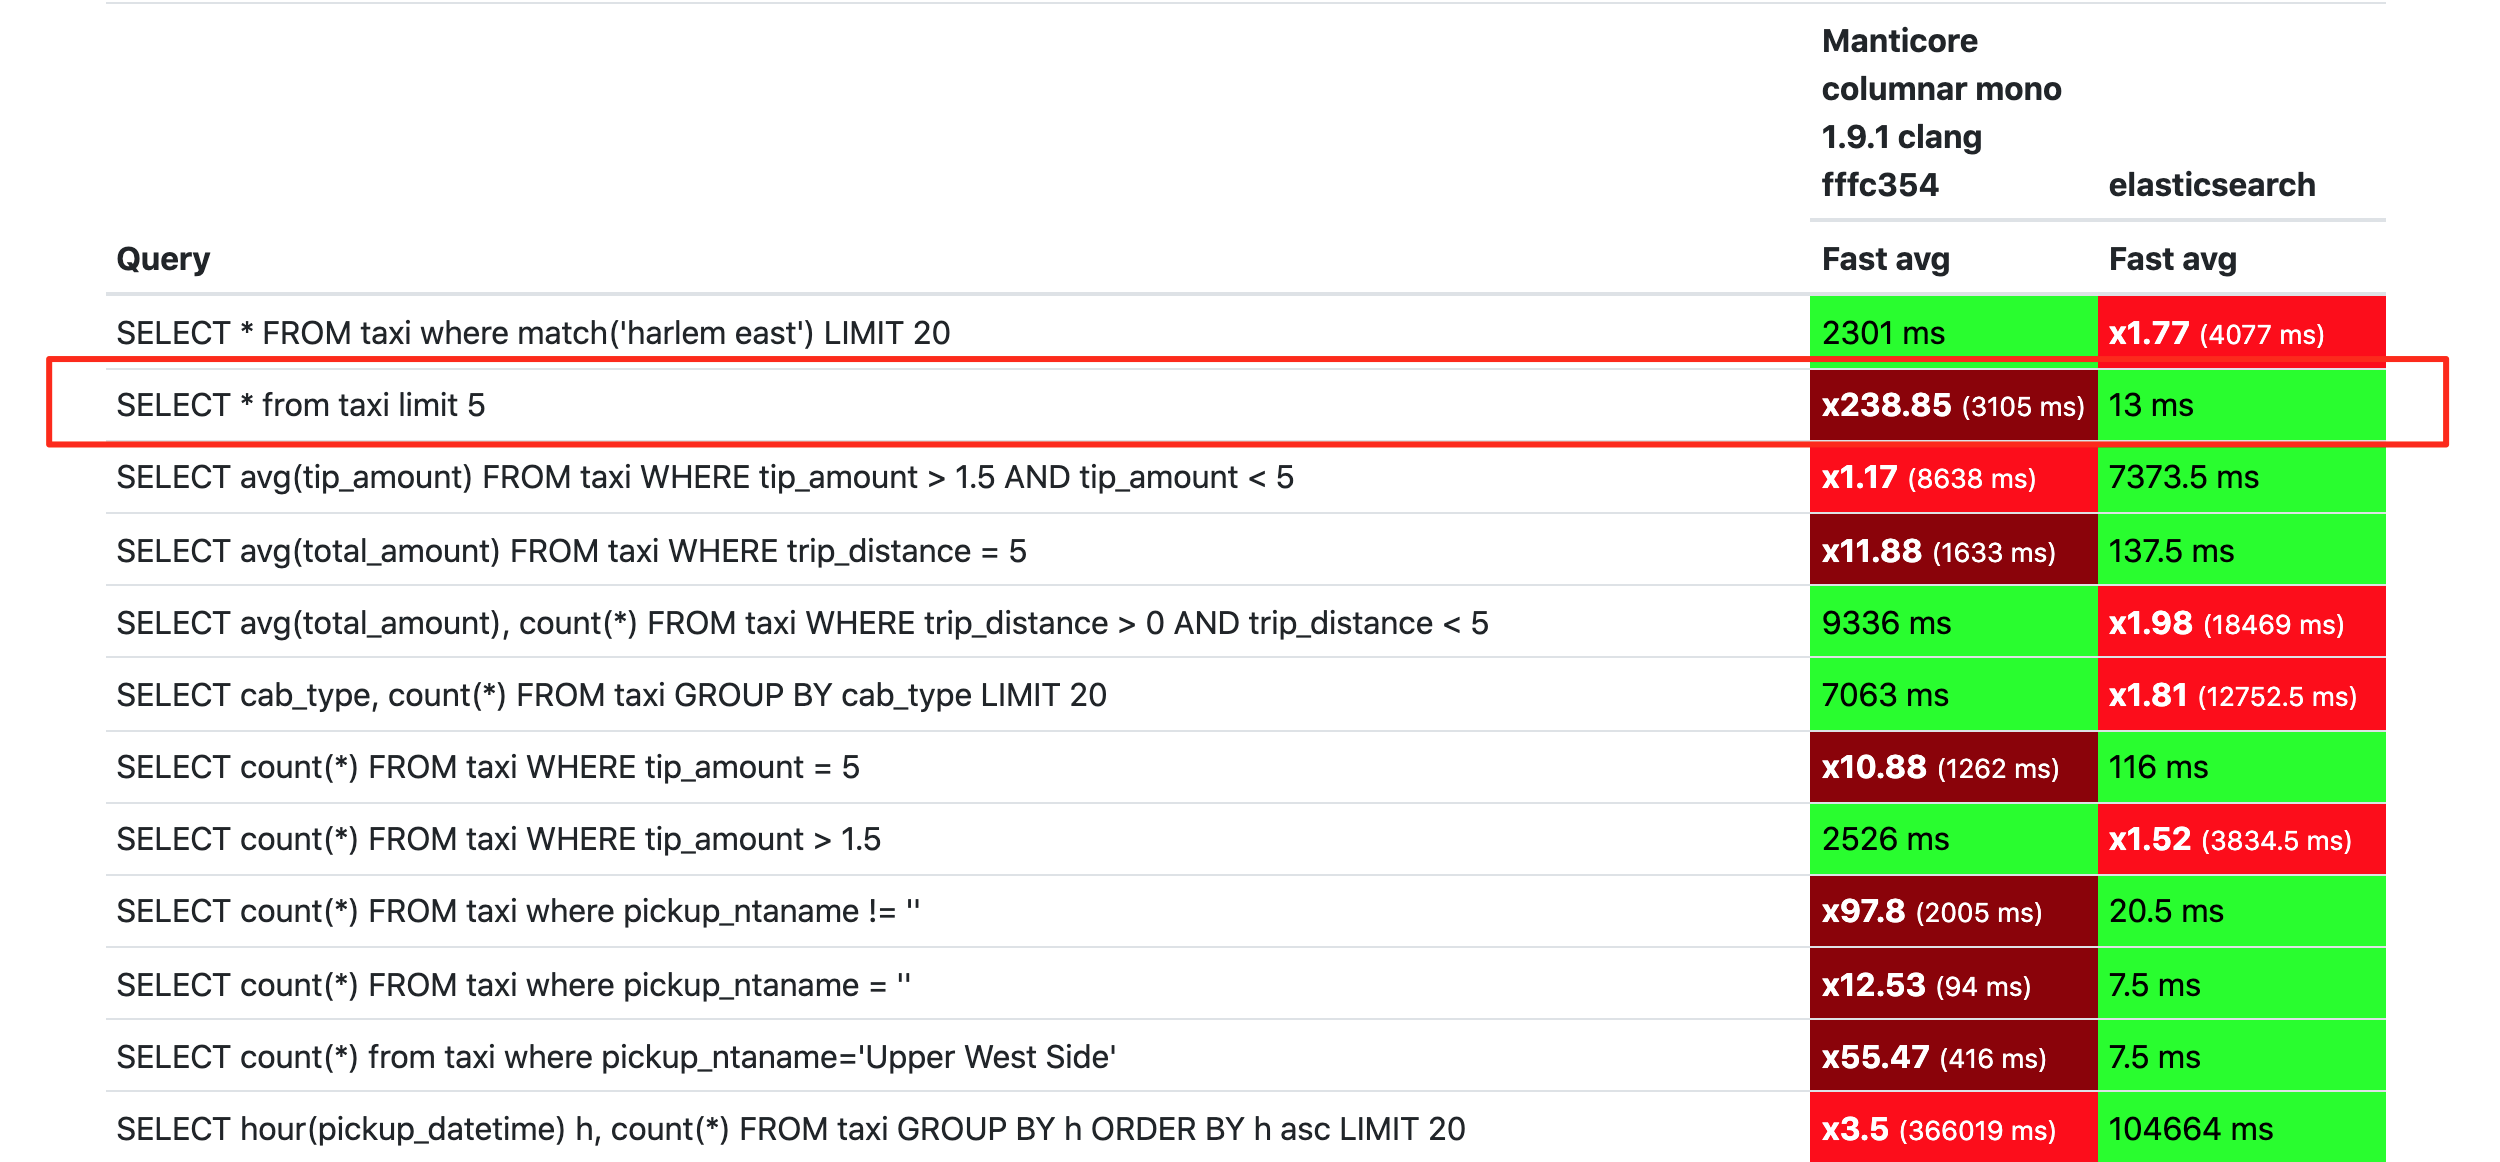 Manticore
columnar mono
1.9.1 clang
fffc354 elasticsearch
Query Fast avg Fast avg
SELECT * FROM taxi where match('harlem east') LIMIT 20 2301 ms x1.77 (4077 ms)
SELECT * from taxi limit 5 x238.85 (3105 ms) 13 ms
SELECT avg(tip_amount) FROM taxi WHERE tip_amount > 1.5 AND tip_amount < 5 x1.17 (8638 ms) 7373.5 ms
SELECT avg(total_amount) FROM taxi WHERE trip_distance = 5 x11.88 (1633 ms) 137.5 ms
SELECT avg(total_amount), count(*) FROM taxi WHERE trip_distance > 0 AND trip_distance < 5 9336 ms x1.98 (18469 ms)
SELECT cab_type, count(*) FROM taxi GROUP BY cab_type LIMIT 20 7063 ms x1.81 (12752.5 ms)
SELECT count(*) FROM taxi WHERE tip_amount = 5 x10.88 (1262 ms) 116 ms
SELECT count(*) FROM taxi WHERE tip_amount > 1.5 2526 ms x1.52 (3834.5 ms)
SELECT count(*) FROM taxi where pickup_ntaname != '' x97.8 (2005 ms) 20.5 ms
SELECT count(*) FROM taxi where pickup_ntaname = '' x12.53 (94 ms) 7.5 ms
SELECT count(*) from taxi where pickup_ntaname='Upper West Side' x55.47 (416 ms) 7.5 ms
SELECT hour(pickup_datetime) h, count(*) FROM taxi GROUP BY h ORDER BY h asc LIMIT 20 x3.5 (366019 ms) 104664 ms